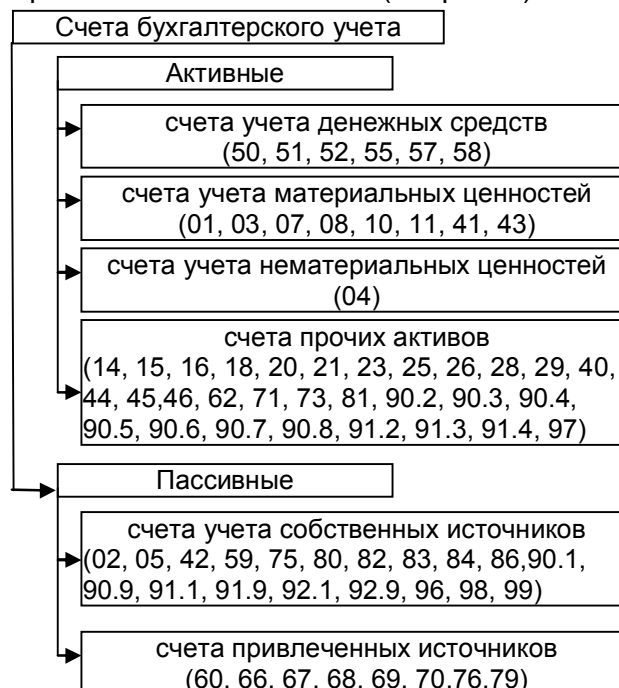 Счета бухгалтерского учета
Активные
счета учета денежных средств
(50, 51, 52, 55, 57, 58)
счета учета материальных ценностей
(01, 03, 07, 08, 10, 11, 41, 43)
счета учета нематериальных ценностей
(04)
счета прочих активов
(14, 15, 16, 18, 20, 21, 23, 25, 26, 28, 29, 40,
44, 45,46, 62, 71, 73, 81, 90.2, 90.3, 90.4,
90.5, 90.6, 90.7, 90.8, 91.2, 91.3, 91.4, 97)
Пассивные
счета учета собственных источников
(02, 05, 42, 59, 75, 80, 82, 83, 84, 86,90.1,
90.9, 91.1, 91.9, 92.1, 92.9, 96, 98, 99)
счета привлеченных источников
(60, 66, 67, 68, 69, 70,76,79)